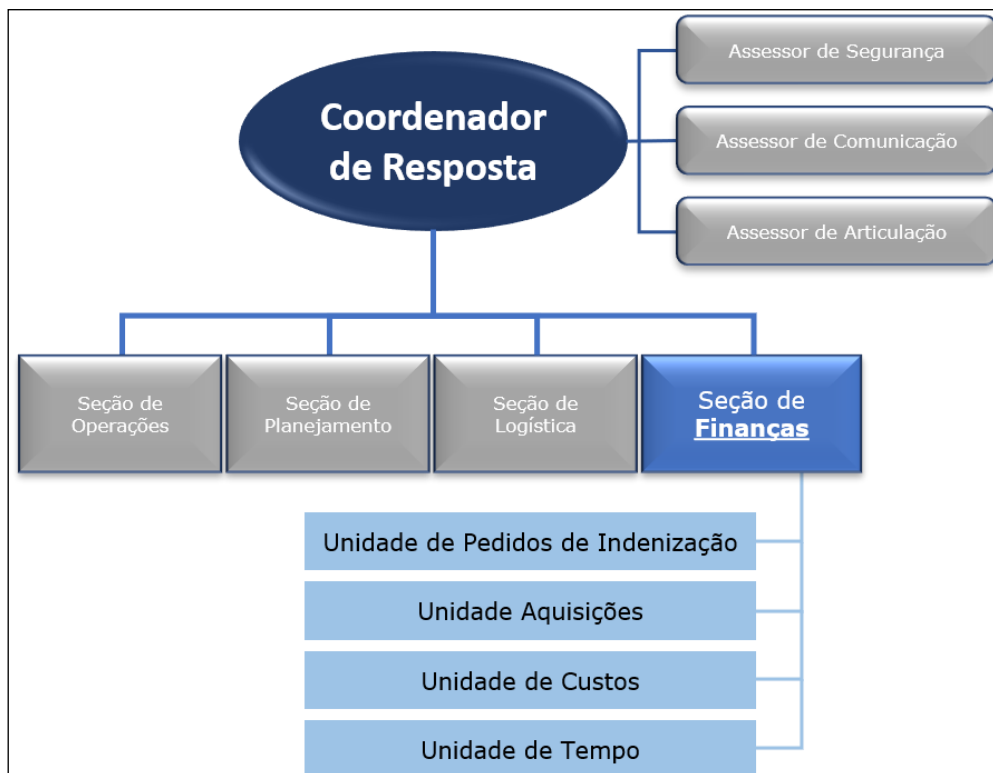 Coordenador
de Resposta
Assessor de Segurança
Assessor de Comunicação
Assessor de Articulação
Seção de
Operações
Seção de
Planejamento
Seção de
Logística
Seção de
Finanças
Unidade de Pedidos de Indenização
Unidade Aquisições
Unidade de Custos
Unidade de Tempo